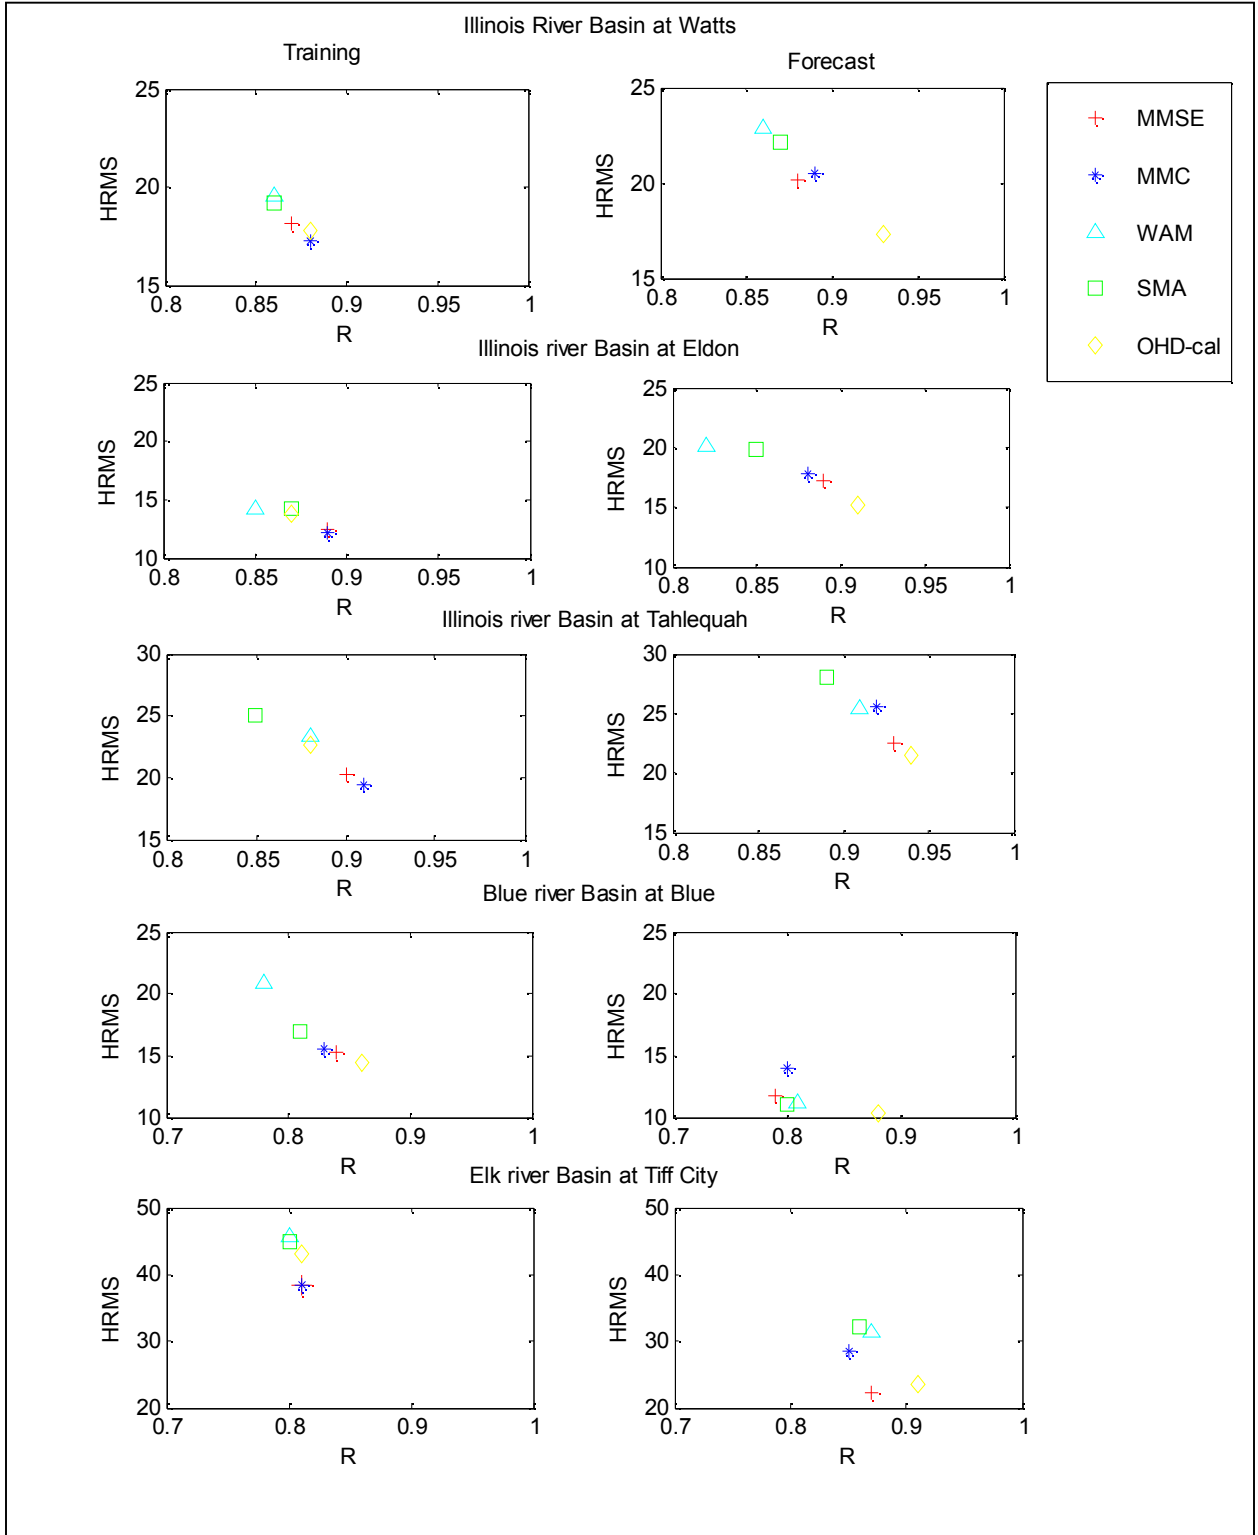 Illinois River Basin at Watts
Training
Forecast
25
20
15
HRMS
0.8 0.85 0.9 0.95 1
R
25
20
15
HRMS
0.8 0.85 0.9 0.95 1
R
MMSE
MMC
WAM
SMA
OHD-cal
Illinois river Basin at Eldon
25
20
15
10
HRMS
0.8 0.85 0.9 0.95 1
R
25
20
15
10
HRMS
0.8 0.85 0.9 0.95 1
R
Illinois river Basin at Tahlequah
30
25
20
15
HRMS
0.8 0.85 0.9 0.95 1
R
30
25
20
15
HRMS
0.8 0.85 0.9 0.95 1
R
Blue river Basin at Blue
25
20
15
10
HRMS
0.7 0.8 0.9 1
R
25
20
15
10
HRMS
0.7 0.8 0.9 1
R
Elk river Basin at Tiff City
50
40
30
20
HRMS
0.7 0.8 0.9 1
R
50
40
30
20
HRMS
0.7 0.8 0.9 1
R